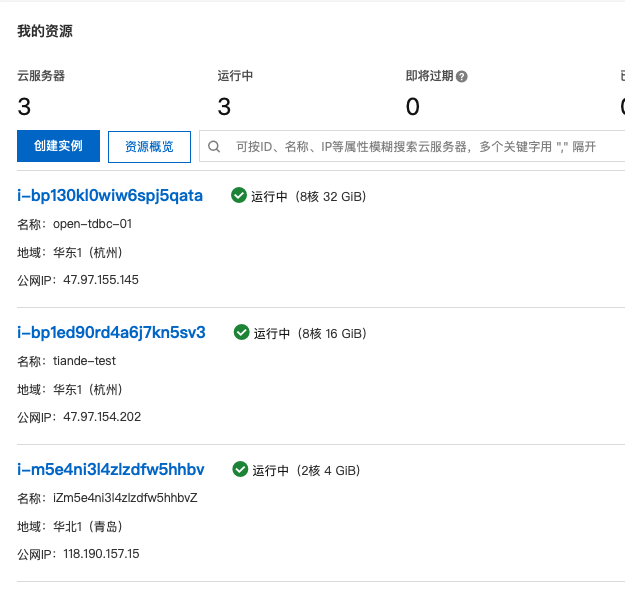 我的资源
云服务器 运行中 即将过期
3 3 0
创建实例 资源概览 可按ID、名称、IP等属性模糊搜索云服务器，多个关键字用 "," 隔开
i-bp130kl0wiw6spj5qata 运行中 (8核 32 GiB)
名称： open-tdbc-01
地域： 华东1（杭州）
公网IP： 47.97.155.145
i-bp1ed90rd4a6j7kn5sv3 运行中 (8核 16 GiB)
名称： tiande-test
地域： 华东1（杭州）
公网IP： 47.97.154.202
i-m5e4ni3l4zlzdfw5hhbv 运行中 (2核 4 GiB)
名称： iZm5e4ni3l4zlzdfw5hhbvZ
地域： 华北1（青岛）
公网IP： 118.190.157.15